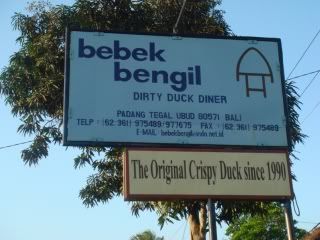 bebek
bengil
DIRTY DUCK DINER
PADANG TEGAL UBUD 80571 BALI
TELP +(62.361) 975489/977675 FAX +(62.361) 975489
E-MAIL : bebekbengil@indo.net.id
The Original Crispy Duck since 1990